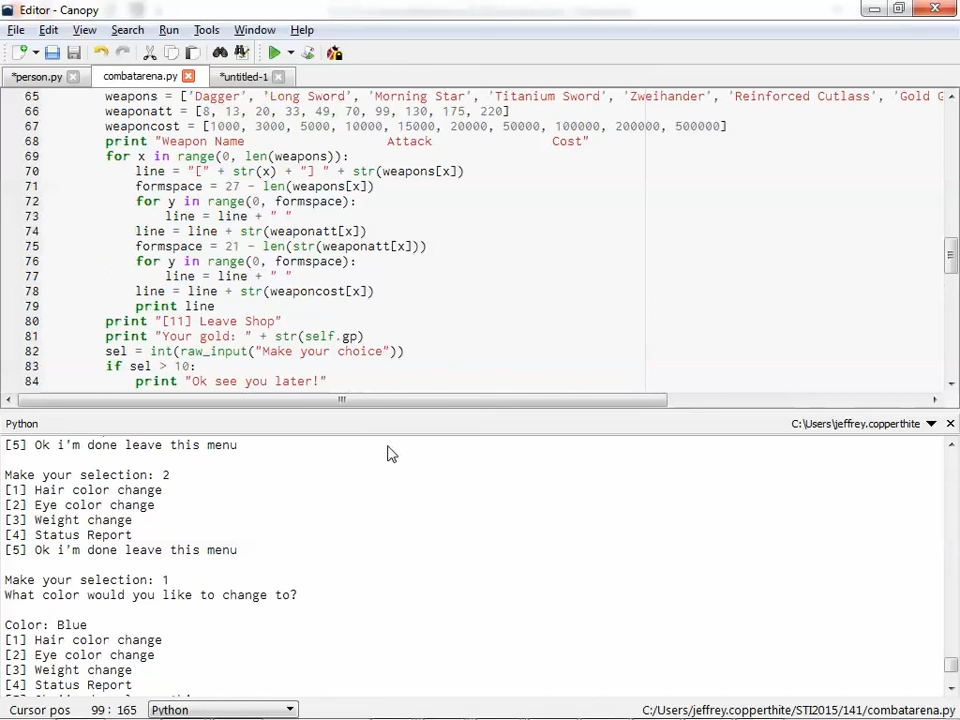 Editor - Canopy
File Edit View Search Run Tools Window Help
*person.py combatarena.py *untitled-1
65 weapons = ['Dagger', 'Long Sword', 'Morning Star', 'Titanium Sword', 'Zweihander', 'Reinforced Cutlass', 'Gold G
66 weaponatt = [8, 13, 20, 33, 49, 70, 99, 130, 175, 220]
67 weaponcost = [1000, 3000, 5000, 10000, 15000, 20000, 50000, 100000, 200000, 500000]
68 print "Weapon Name Attack Cost"
69 for x in range(0, len(weapons)):
70 line = "[" + str(x) + "] " + str(weapons[x])
71 formspace = 27 - len(weapons[x])
72 for y in range(0, formspace):
73 line = line + " "
74 line = line + str(weaponatt[x])
75 formspace = 21 - len(str(weaponatt[x]))
76 for y in range(0, formspace):
77 line = line + " "
78 line = line + str(weaponcost[x])
79 print line
80 print "[11] Leave Shop"
81 print "Your gold: " + str(self.gp)
82 sel = int(raw_input("Make your choice"))
83 if sel > 10:
84 print "Ok see you later!"
Python C:\Users\jeffrey.copperthite
[5] Ok i'm done leave this menu
Make your selection: 2
[1] Hair color change
[2] Eye color change
[3] Weight change
[4] Status Report
[5] Ok i'm done leave this menu
Make your selection: 1
What color would you like to change to?
Color: Blue
[1] Hair color change
[2] Eye color change
[3] Weight change
[4] Status Report
Cursor pos 99 : 165 Python C:/Users/jeffrey.copperthite/STI2015/141/combatarena.py